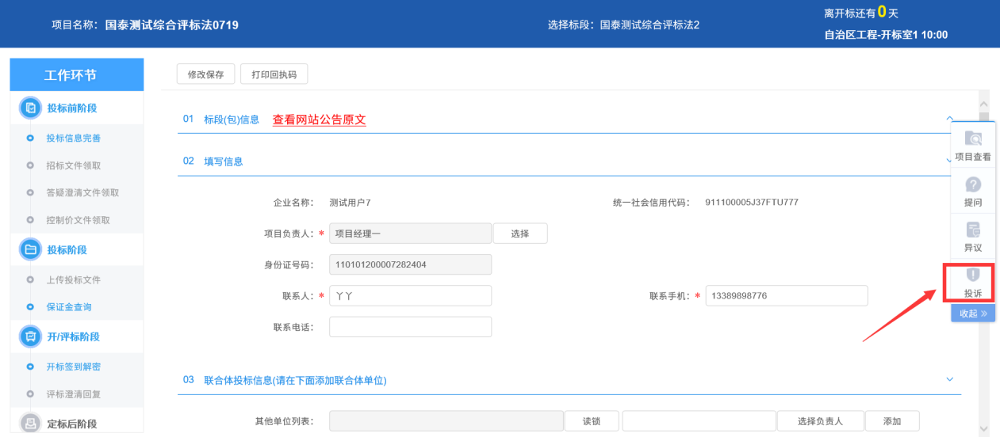 项目名称：国泰测试综合评标法0719
选择标段：国泰测试综合评标法2
离开标还有0天
自治区工程-开标室1 10:00
工作环节
投标前阶段
投标信息完善
招标文件领取
答疑澄清文件领取
控制价文件领取
投标阶段
上传投标文件
保证金查询
开/评标阶段
开标签到解密
评标澄清回复
定标后阶段
修改保存 打印回执码
01 标段(包)信息 查看网站公告原文
02 填写信息
企业名称： 测试用户7 统一社会信用代码： 911100005J37FTU777
项目负责人：* 项目经理一 选择
身份证号码： 110101200007282404
联系人：* 丫丫 联系手机：* 13389898776
联系电话：
03 联合体投标信息(请在下面添加联合体单位)
其他单位列表： 读锁 选择负责人 添加
项目查看
提问
异议
投诉
收起 »